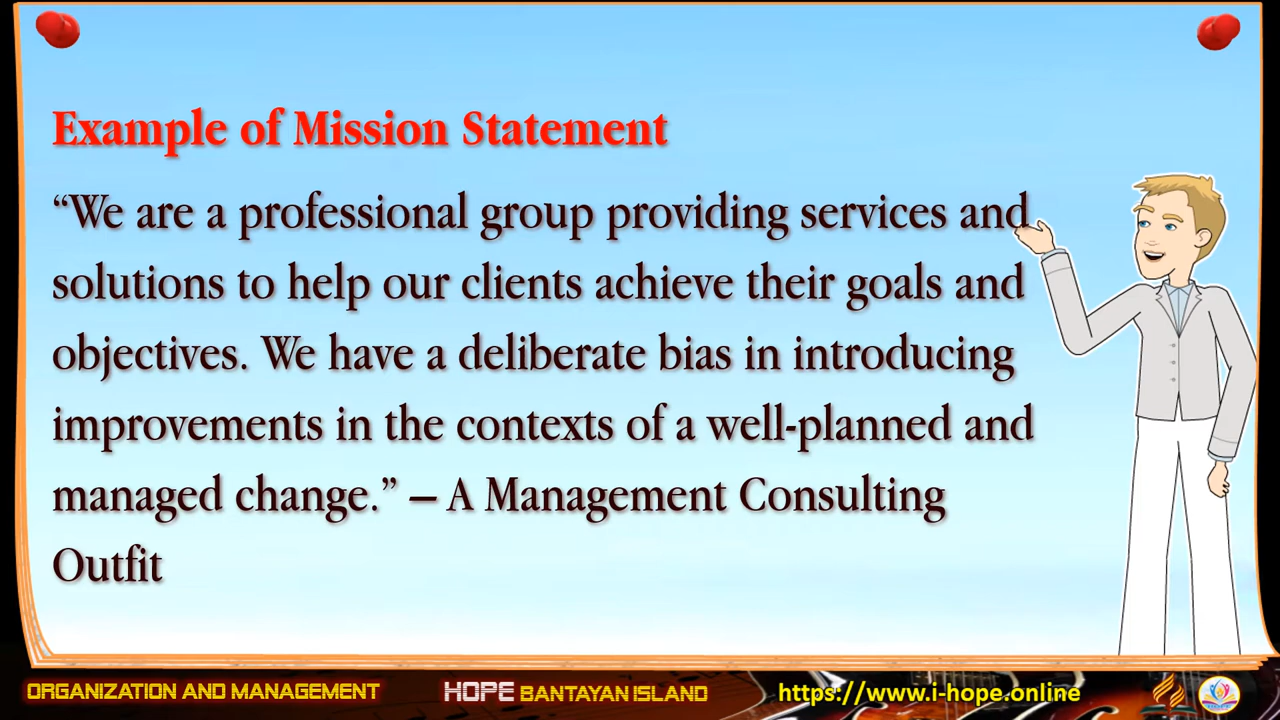 Example of Mission Statement
“We are a professional group providing services and
solutions to help our clients achieve their goals and
objectives. We have a deliberate bias in introducing
improvements in the contexts of a well-planned and
managed change.” – A Management Consulting
Outfit
ORGANIZATION AND MANAGEMENT
HOPE BANTAYAN ISLAND
https://www.i-hope.online